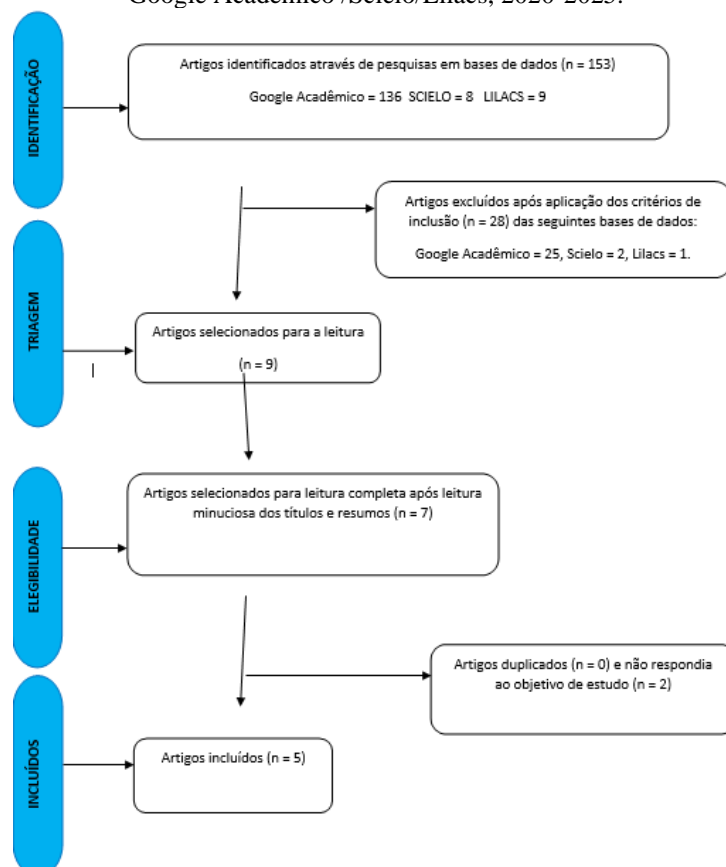 Google Acadêmico /Scielo/Lilacs, 2020-2025.
IDENTIFICAÇÃO
Artigos identificados através de pesquisas em bases de dados (n = 153)
Google Acadêmico = 136 SCIELO = 8 LILACS = 9
Artigos excluídos após aplicação dos critérios de
inclusão (n = 28) das seguintes bases de dados:
Google Acadêmico = 25, Scielo = 2, Lilacs = 1.
TRIAGEM
Artigos selecionados para a leitura
(n = 9)
ELEGIBILIDADE
Artigos selecionados para leitura completa após leitura
minuciosa dos títulos e resumos (n = 7)
Artigos duplicados (n = 0) e não respondia
ao objetivo de estudo (n = 2)
INCLUÍDOS
Artigos incluídos (n = 5)